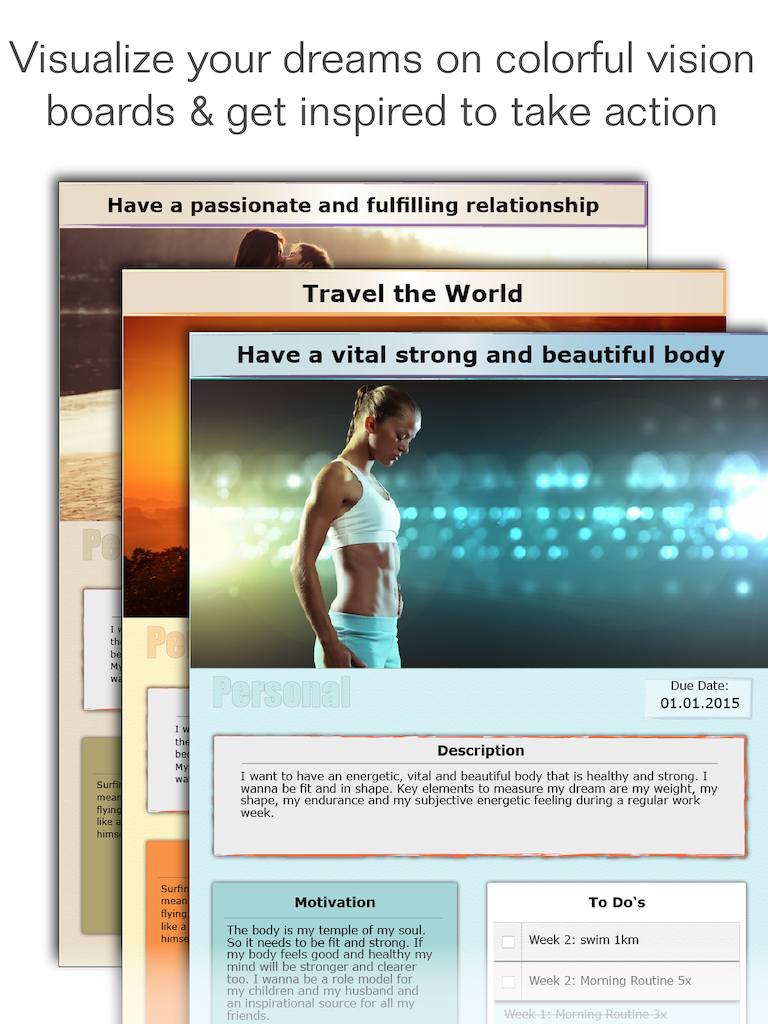 Visualize your dreams on colorful vision
boards & get inspired to take action
Have a passionate and fulfilling relationship
Travel the World
Have a vital strong and beautiful body
Pe
I w
the
be
My
wa
Surfin
mean
flying
like a
himse
Pe
I w
the
bec
My
wa
Surfin
mean
flying.
like a
himse
Personal
Due Date:
01.01.2015
Description
I want to have an energetic, vital and beautiful body that is healthy and strong. I
wanna be fit and in shape. Key elements to measure my dream are my weight, my
shape, my endurance and my subjective energetic feeling during a regular work
week.
Motivation
The body is my temple of my soul.
So it needs to be fit and strong. If
my body feels good and healthy my
mind will be stronger and clearer
too. I wanna be a role model for
my children and my husband and
an inspirational source for all my
friends.
To Do's
Week 2: swim 1km
Week 2: Morning Routine 5x
Week 1: Morning Routine 3x